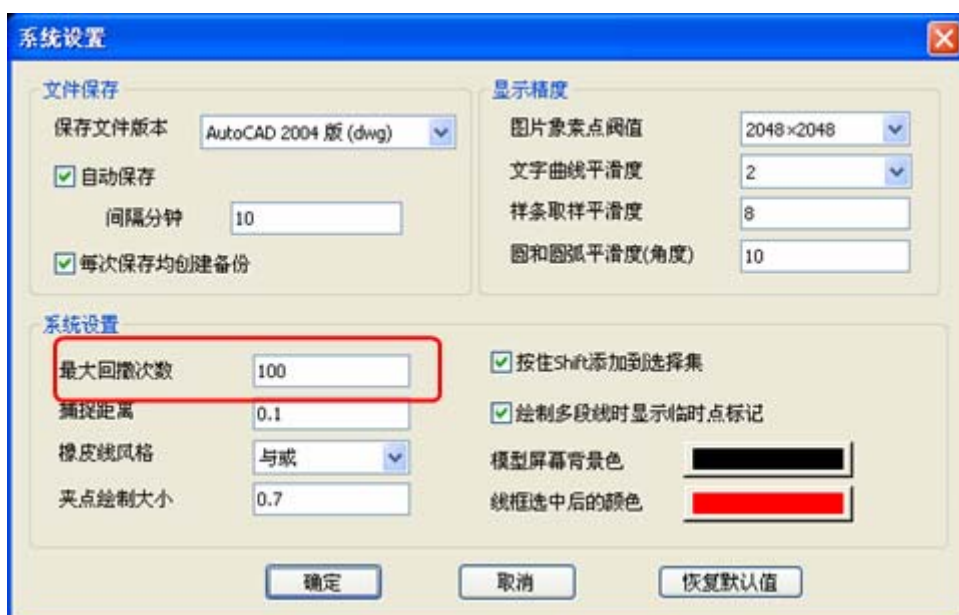 系统设置
文件保存
保存文件版本 AutoCAD 2004 版 (dwg)
自动保存
间隔分钟 10
每次保存均创建备份
显示精度
图片象素点阀值 2048×2048
文字曲线平滑度 2
样条取样平滑度 8
圆和圆弧平滑度(角度) 10
系统设置
最大回撤次数 100
捕捉距离 0.1
橡皮线风格 与或
夹点绘制大小 0.7
按住Shift添加到选择集
绘制多段线时显示临时点标记
模型屏幕背景色
线框选中后的颜色
确定 取消 恢复默认值